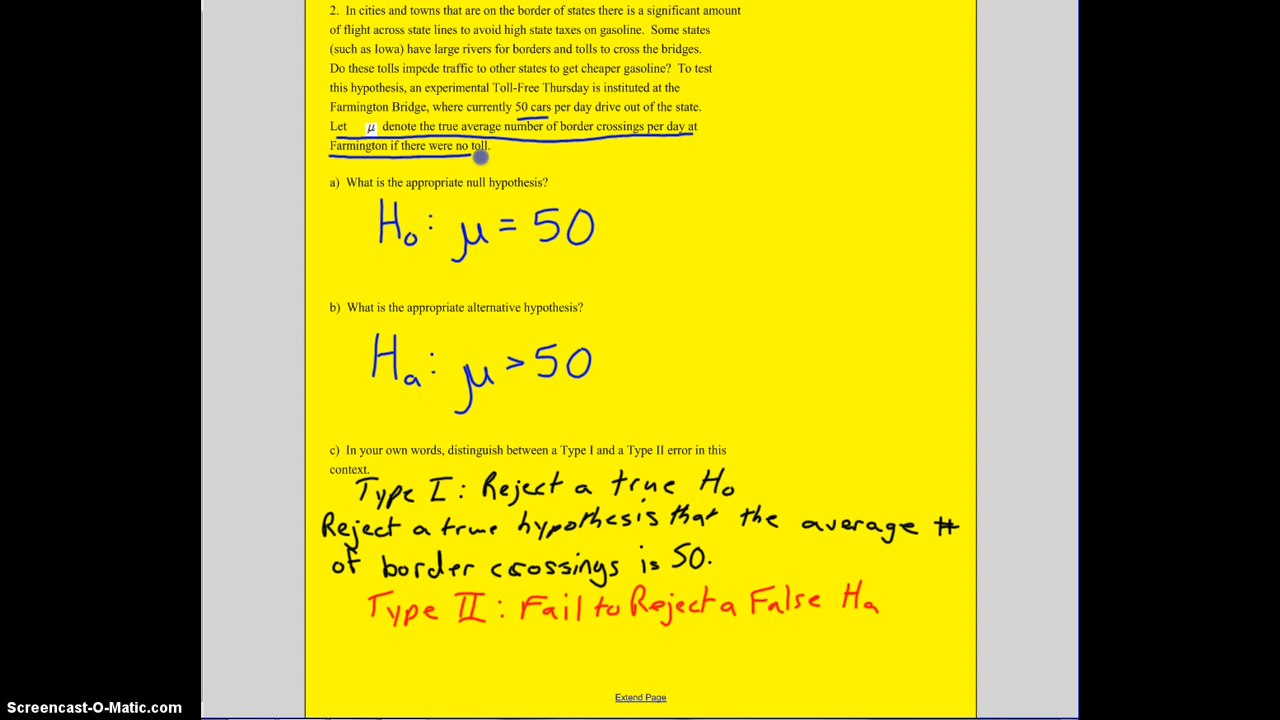 2. In cities and towns that are on the border of states there is a significant amount
of flight across state lines to avoid high state taxes on gasoline. Some states
(such as Iowa) have large rivers for borders and tolls to cross the bridges.
Do these tolls impede traffic to other states to get cheaper gasoline? To test
this hypothesis, an experimental Toll-Free Thursday is instituted at the
Farmington Bridge, where currently 50 cars per day drive out of the state.
Let μ denote the true average number of border crossings per day at
Farmington if there were no toll.
a) What is the appropriate null hypothesis?
Ho: μ = 50
b) What is the appropriate alternative hypothesis?
Ha: μ > 50
c) In your own words, distinguish between a Type I and a Type II error in this
context.
Type I: Reject a true Ho
Reject a true hypothesis that the average #
of border crossings is 50.
Type II: Fail to Reject a False Ha
Extend Page
Screencast-O-Matic.com